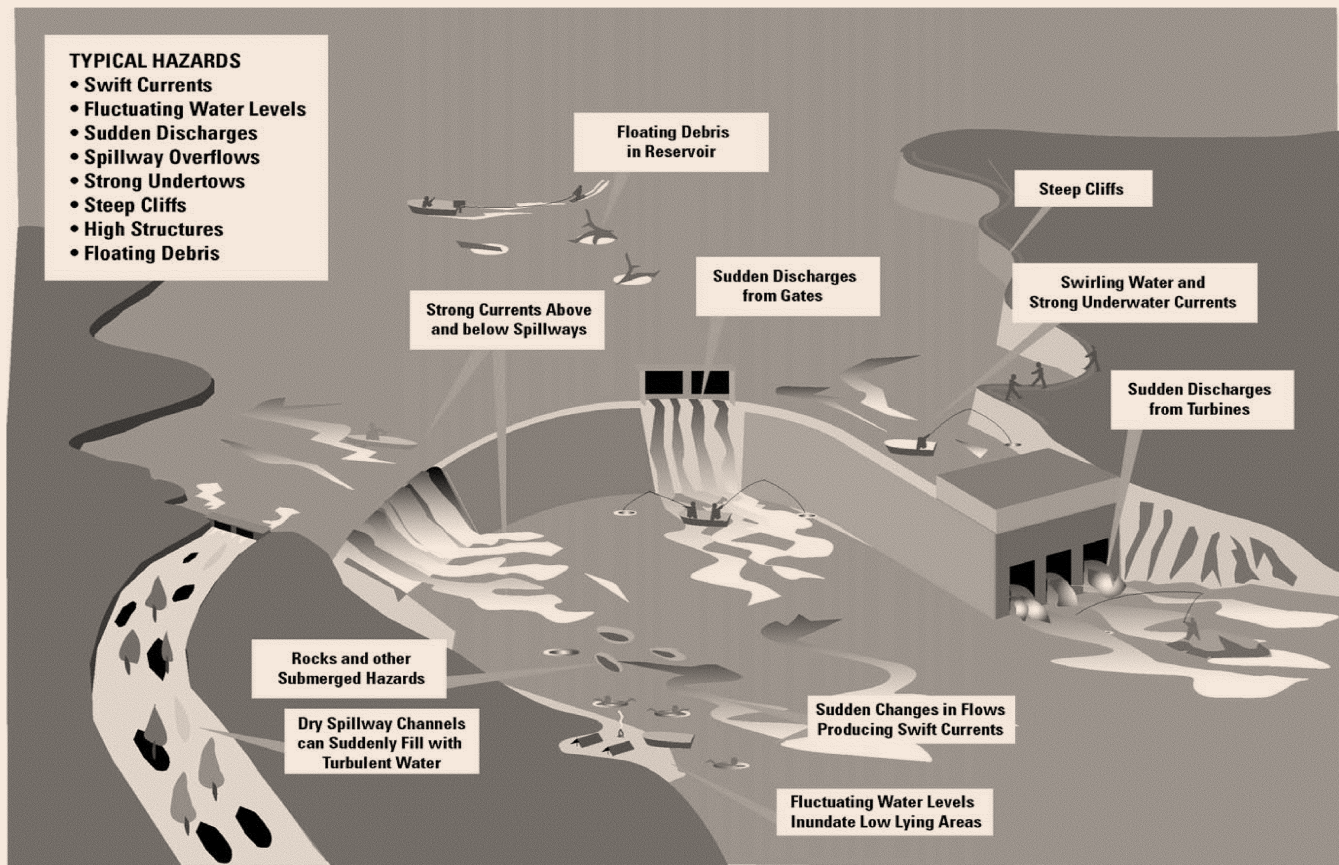 TYPICAL HAZARDS
• Swift Currents
• Fluctuating Water Levels
• Sudden Discharges
• Spillway Overflows
• Strong Undertows
• Steep Cliffs
• High Structures
• Floating Debris
Floating Debris
in Reservoir
Steep Cliffs
Sudden Discharges
from Gates
Swirling Water and
Strong Underwater Currents
Strong Currents Above
and below Spillways
Sudden Discharges
from Turbines
Rocks and other
Submerged Hazards
Dry Spillway Channels
can Suddenly Fill with
Turbulent Water
Sudden Changes in Flows
Producing Swift Currents
Fluctuating Water Levels
Inundate Low Lying Areas